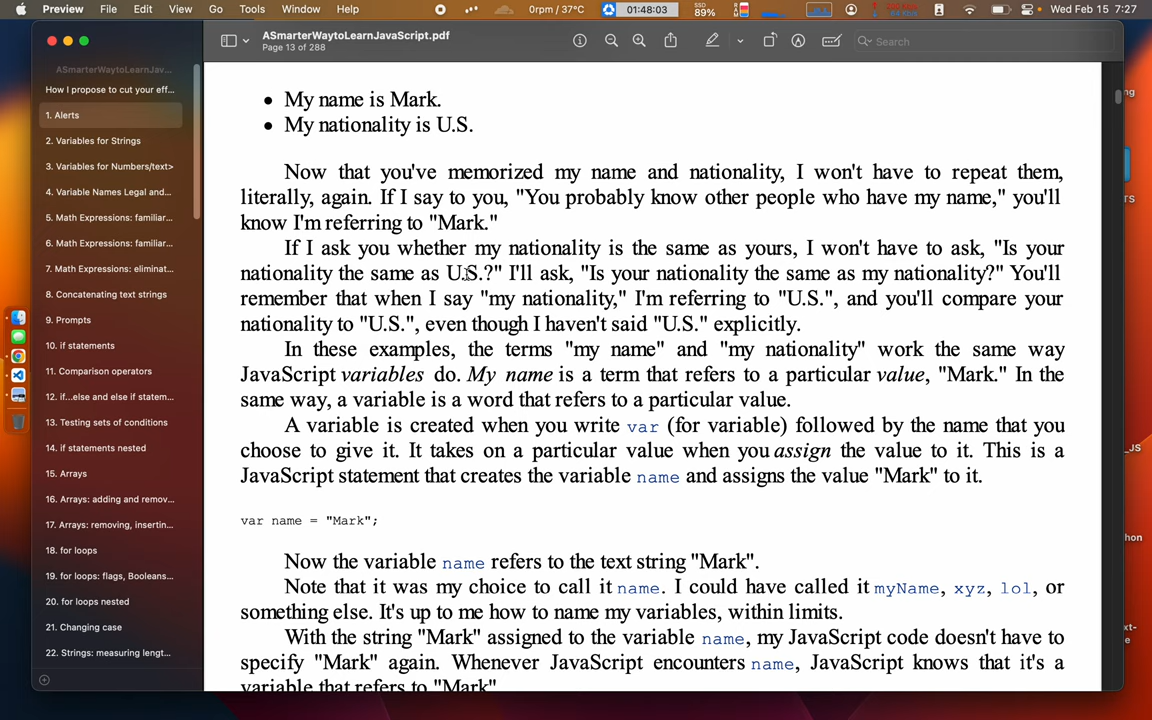 Preview File Edit View Go Tools Window Help 0rpm / 37°C 01:48:03 SSD 89% Wed Feb 15 7:27
ASmarterWaytoLearnJavaScript.pdf
Page 13 of 288
Search
ASmarterWaytoLearnJav...
How I propose to cut your eff...
1. Alerts
2. Variables for Strings
3. Variables for Numbers/text>
4. Variable Names Legal and...
5. Math Expressions: familiar...
6. Math Expressions: familiar...
7. Math Expressions: eliminat...
8. Concatenating text strings
9. Prompts
10. if statements
11. Comparison operators
12. if...else and else if statem...
13. Testing sets of conditions
14. if statements nested
15. Arrays
16. Arrays: adding and remov...
17. Arrays: removing, insertin...
18. for loops
19. for loops: flags, Booleans...
20. for loops nested
21. Changing case
22. Strings: measuring lengt...
• My name is Mark.
• My nationality is U.S.
Now that you've memorized my name and nationality, I won't have to repeat them,
literally, again. If I say to you, "You probably know other people who have my name," you'll
know I'm referring to "Mark."
If I ask you whether my nationality is the same as yours, I won't have to ask, "Is your
nationality the same as U.S.?" I'll ask, "Is your nationality the same as my nationality?" You'll
remember that when I say "my nationality," I'm referring to "U.S.", and you'll compare your
nationality to "U.S.", even though I haven't said "U.S." explicitly.
In these examples, the terms "my name" and "my nationality" work the same way
JavaScript variables do. My name is a term that refers to a particular value, "Mark." In the
same way, a variable is a word that refers to a particular value.
A variable is created when you write var (for variable) followed by the name that you
choose to give it. It takes on a particular value when you assign the value to it. This is a
JavaScript statement that creates the variable name and assigns the value "Mark" to it.
var name = "Mark";
Now the variable name refers to the text string "Mark".
Note that it was my choice to call it name. I could have called it myName, xyz, lol, or
something else. It's up to me how to name my variables, within limits.
With the string "Mark" assigned to the variable name, my JavaScript code doesn't have to
specify "Mark" again. Whenever JavaScript encounters name, JavaScript knows that it's a
variable that refers to "Mark"
ng
TS
_JS
hon
xt-
le